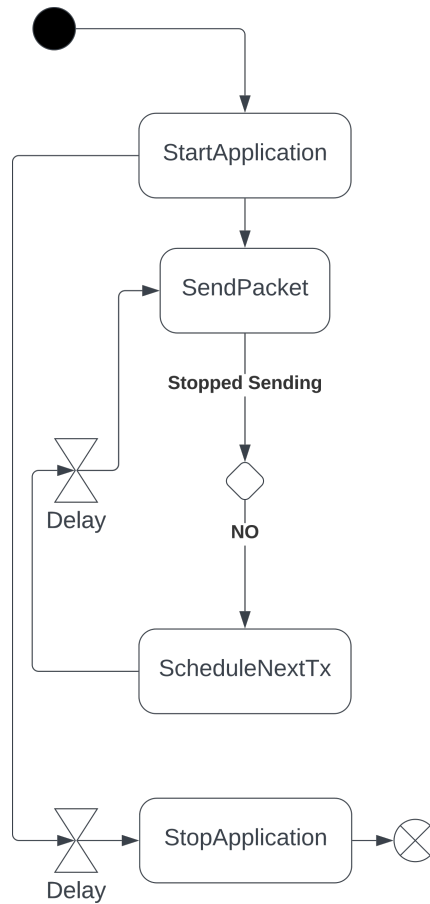 StartApplication
SendPacket
Stopped Sending
Delay
NO
ScheduleNextTx
StopApplication
Delay